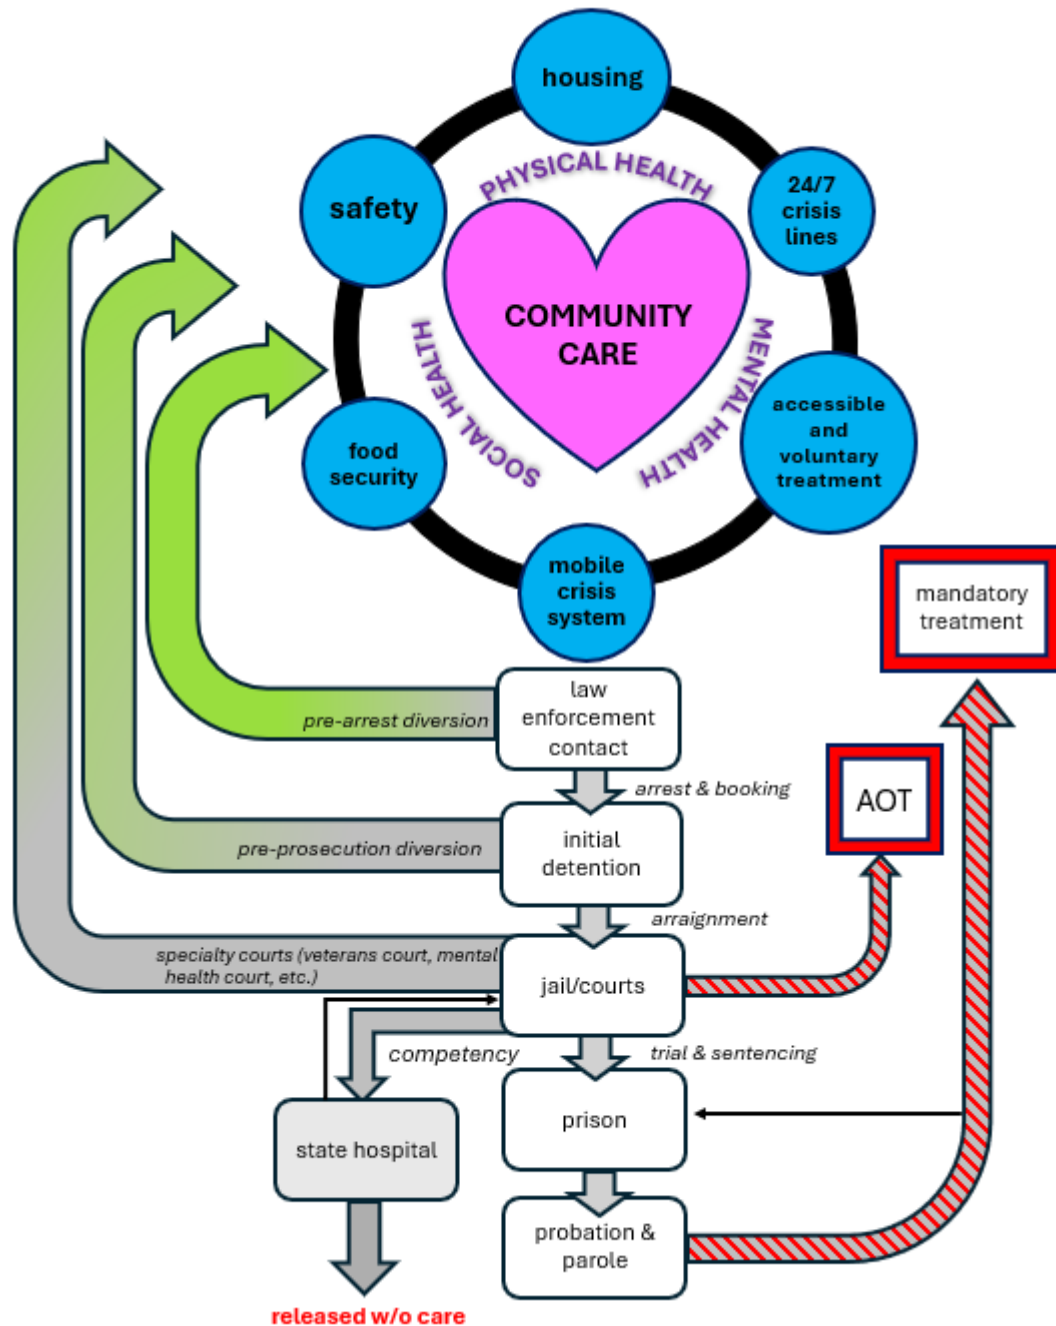 housing
PHYSICAL HEALTH
24/7
crisis
lines
safety
COMMUNITY
CARE
SOCIAL HEALTH
MENTAL HEALTH
accessible
and
voluntary
treatment
food
security
mobile
crisis
system
mandatory
treatment
law
enforcement
contact
pre-arrest diversion
arrest & booking
AOT
initial
detention
pre-prosecution diversion
arraignment
specialty courts (veterans court, mental
health court, etc.)
jail/courts
competency
trial & sentencing
prison
state hospital
probation &
parole
released w/o care